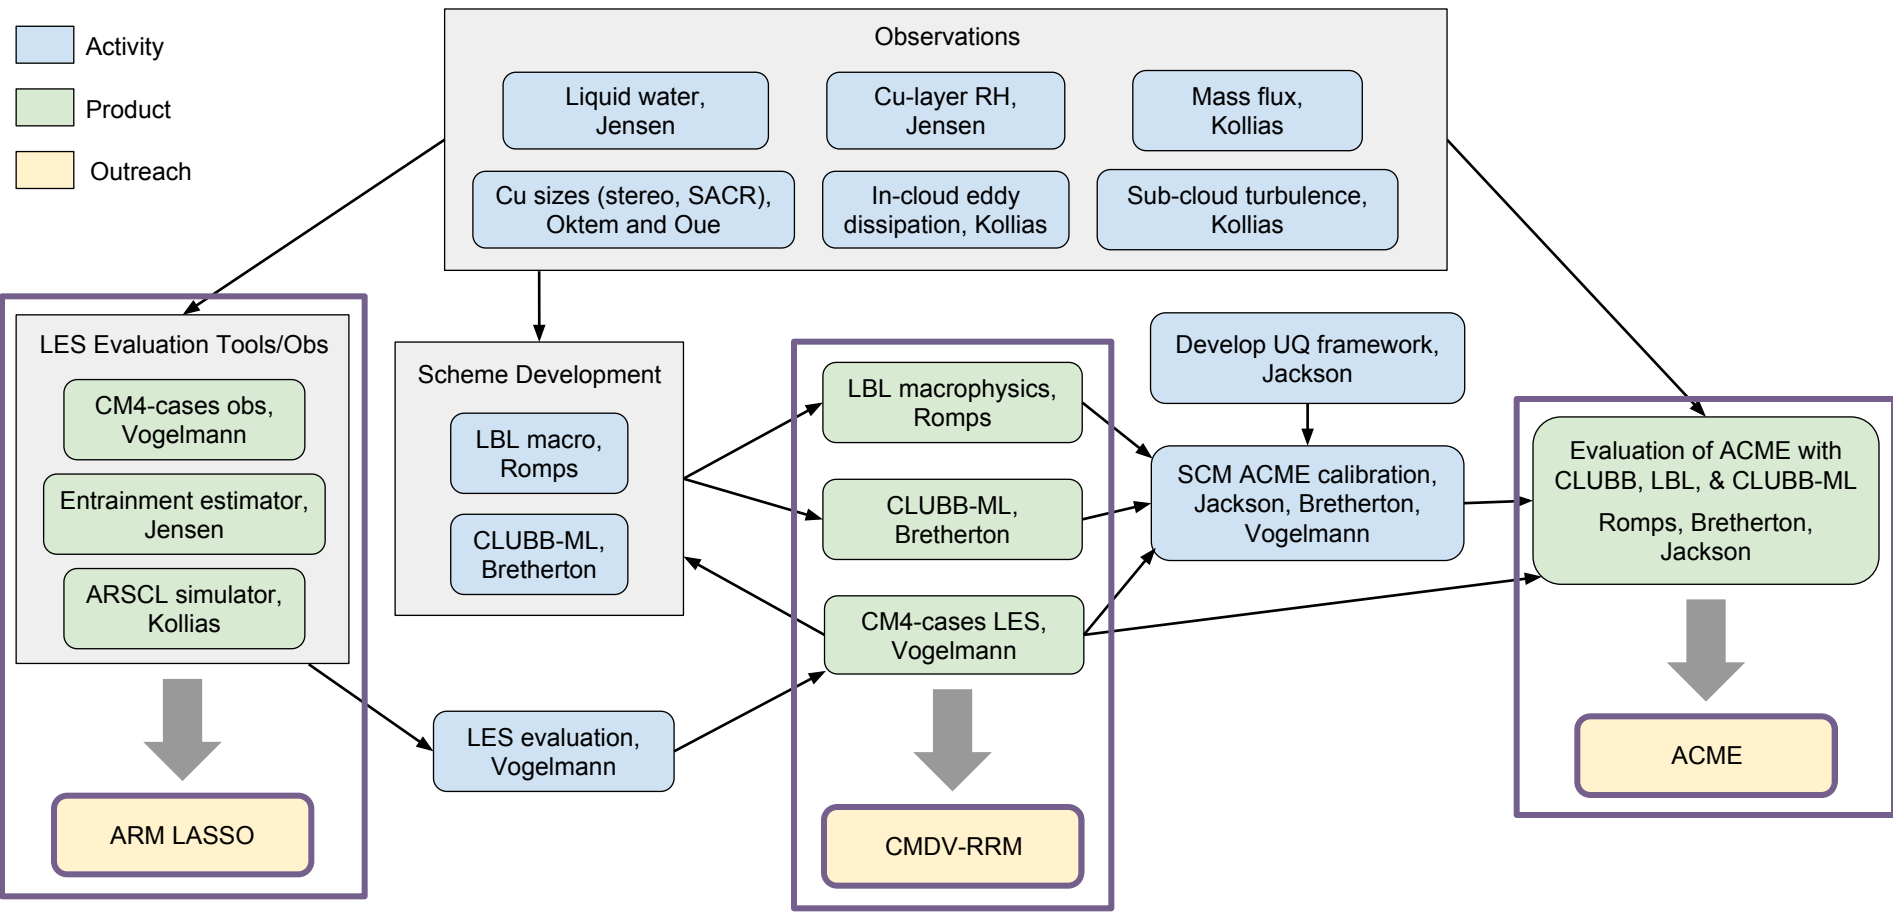 Activity
Product
Outreach
Observations
Liquid water,
Jensen
Cu-layer RH,
Jensen
Mass flux,
Kollias
Cu sizes (stereo, SACR),
Oktem and Oue
In-cloud eddy
dissipation, Kollias
Sub-cloud turbulence,
Kollias
LES Evaluation Tools/Obs
CM4-cases obs,
Vogelmann
Entrainment estimator,
Jensen
ARSCL simulator,
Kollias
ARM LASSO
Scheme Development
LBL macro,
Romps
CLUBB-ML,
Bretherton
LES evaluation,
Vogelmann
LBL macrophysics,
Romps
CLUBB-ML,
Bretherton
CM4-cases LES,
Vogelmann
CMDV-RRM
Develop UQ framework,
Jackson
SCM ACME calibration,
Jackson, Bretherton,
Vogelmann
Evaluation of ACME with
CLUBB, LBL, & CLUBB-ML
Romps, Bretherton,
Jackson
ACME